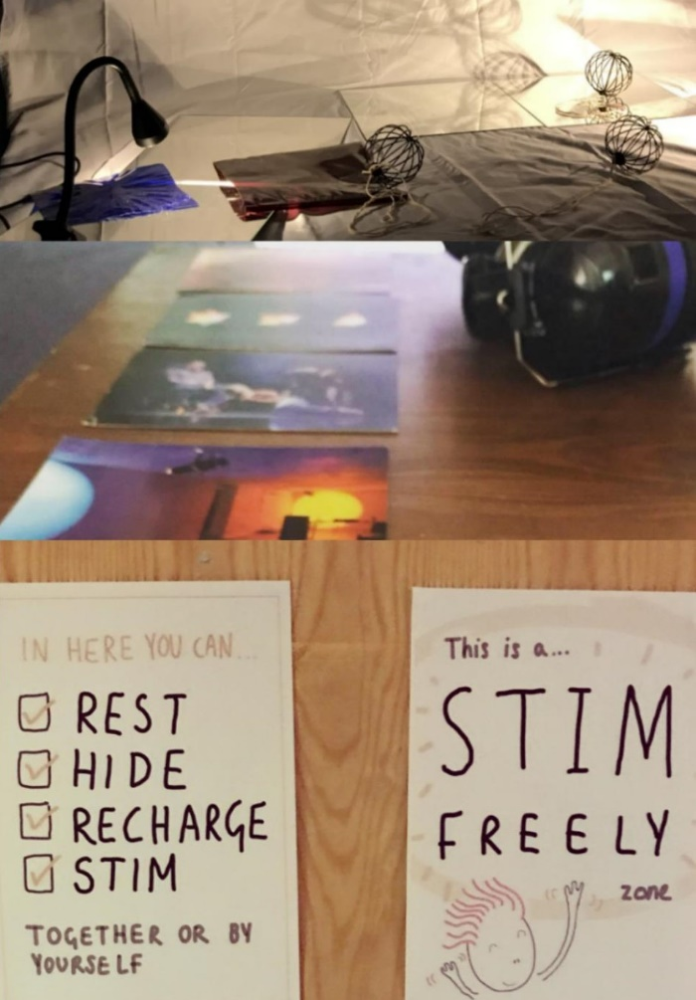 IN HERE YOU CAN...
REST
HIDE
RECHARGE
STIM
TOGETHER OR BY
YOURSELF
This is a...
STIM
FREELY
zone